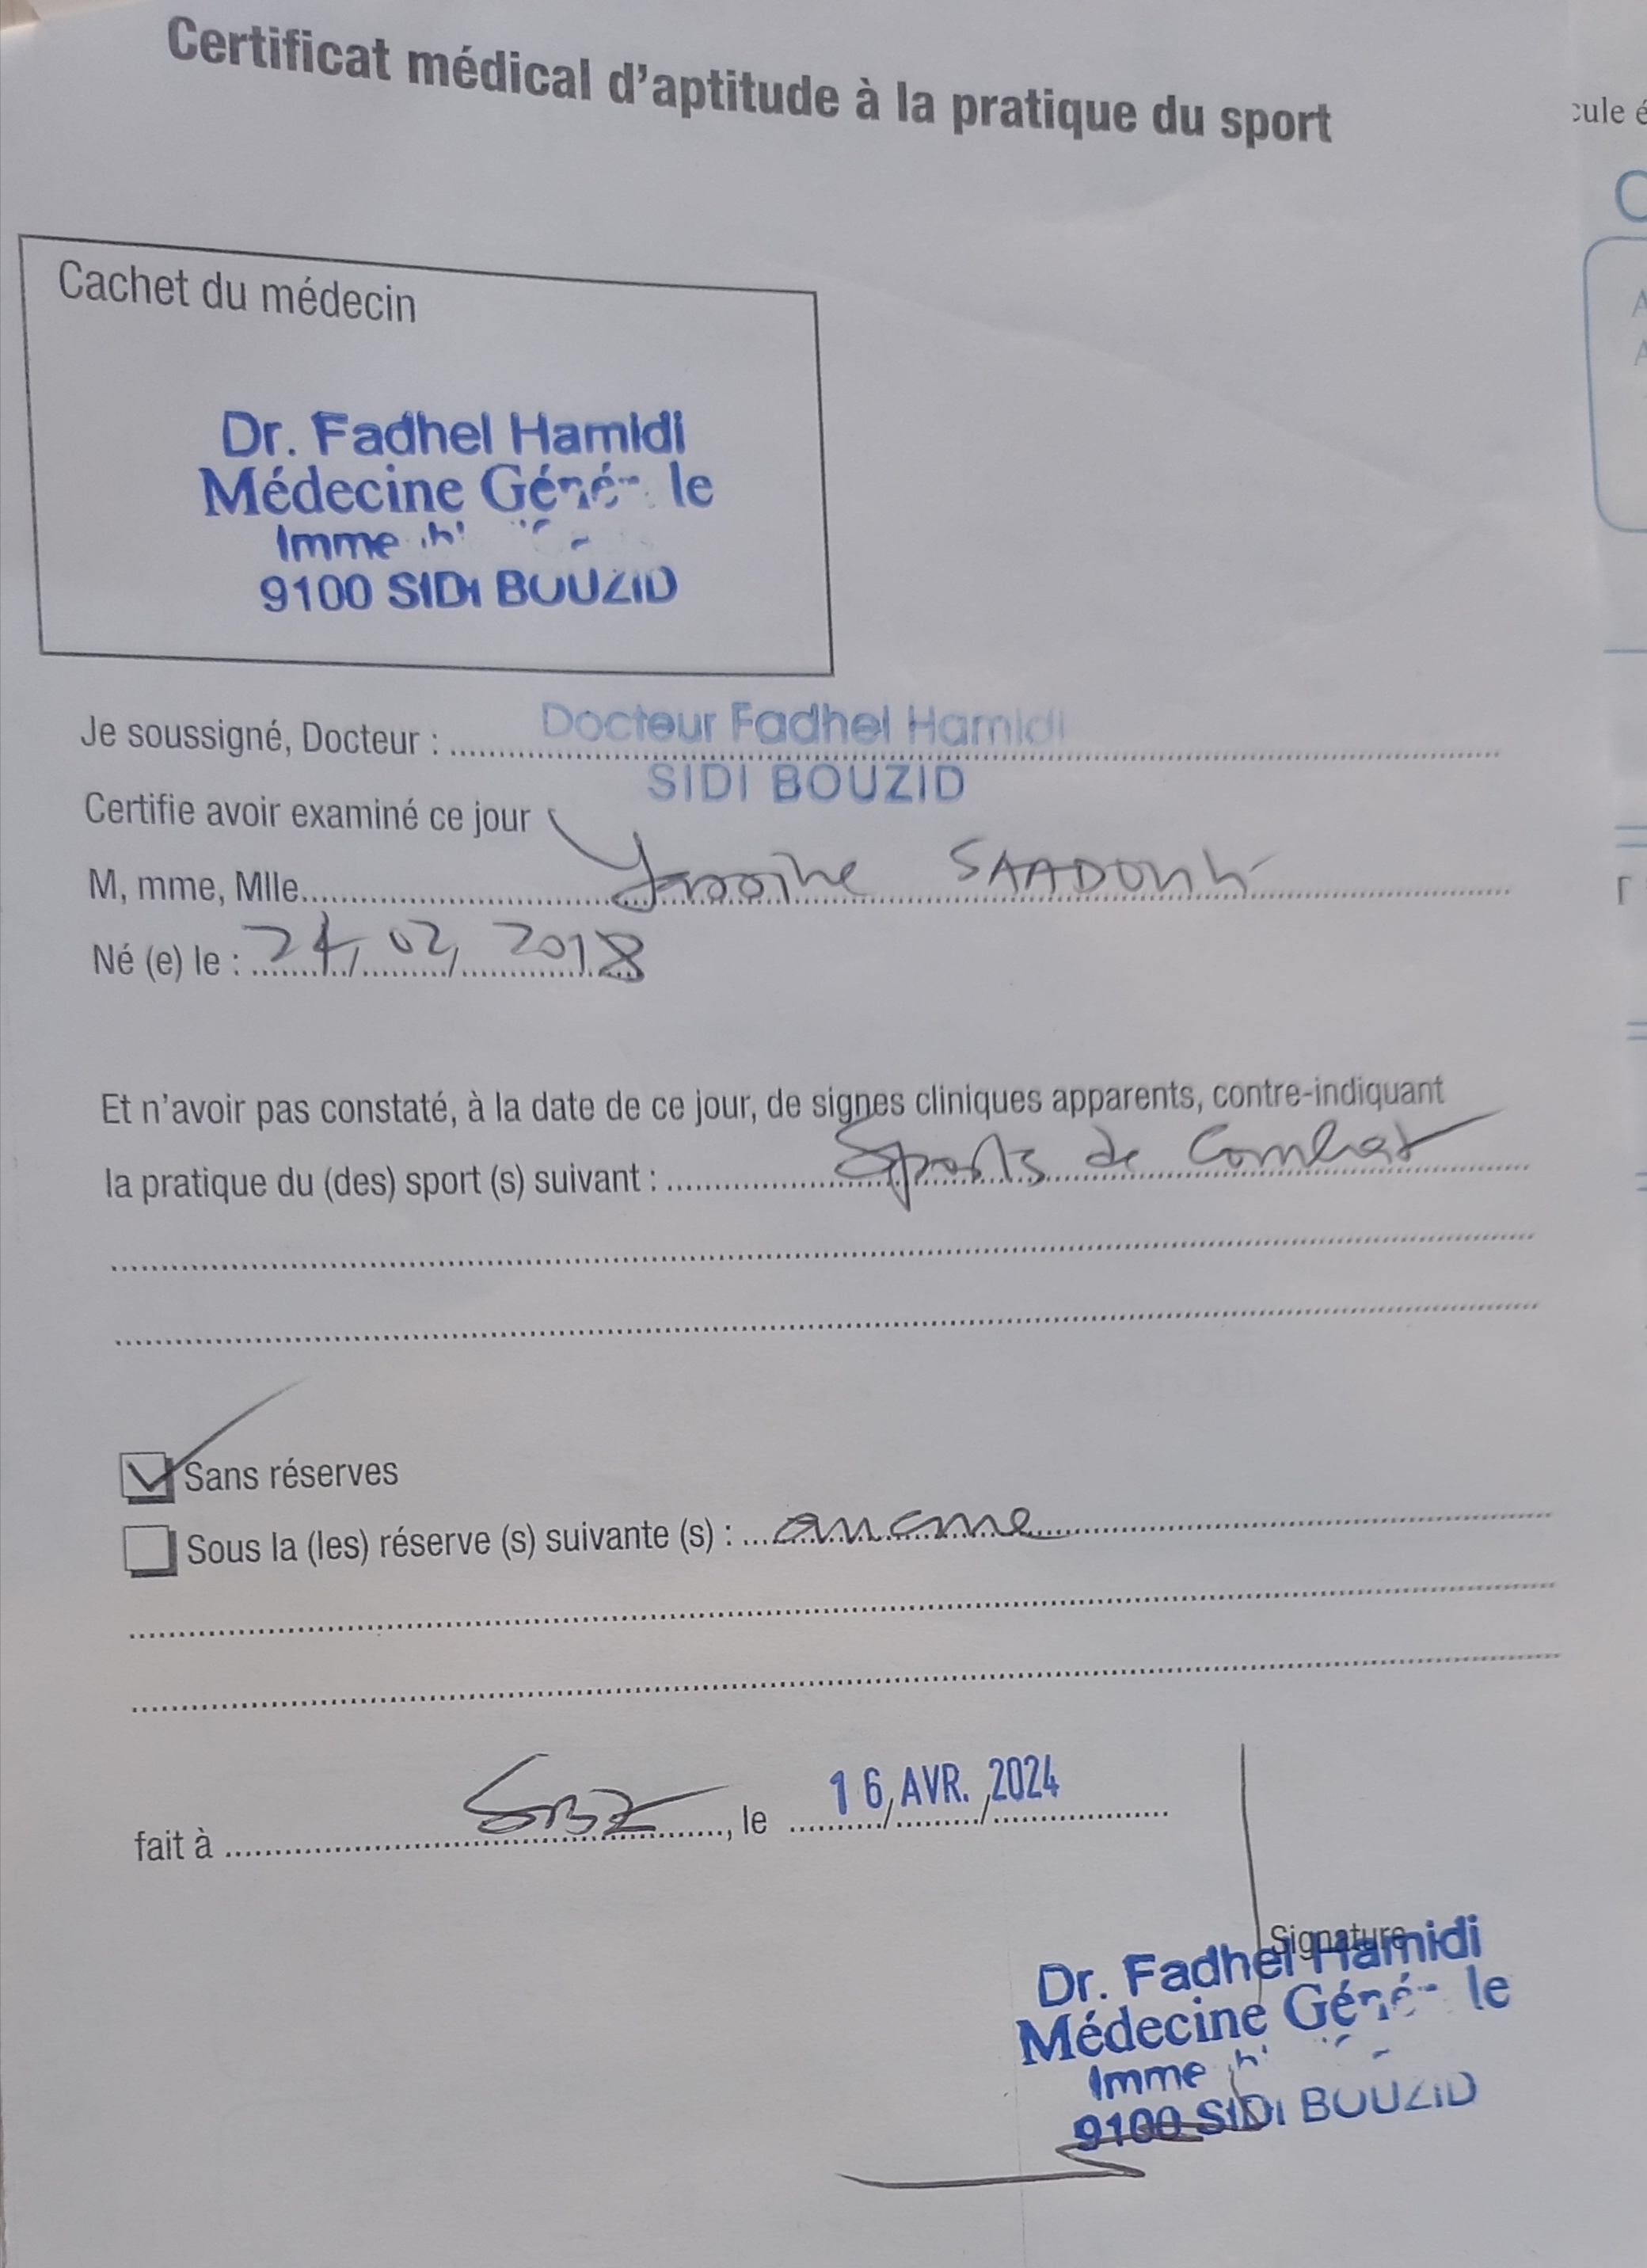 Certificat médical d'aptitude à la pratique du sport
cule é
Cachet du médecin
Dr. Fadhel Hamidi
Médecine
9100 SIDI BOUZID
Je soussigné, Docteur : Docteur Fadhel Hamidi
SIDI BOUZID
Certifie avoir examiné ce jour
M, mme, Mlle Yassine SAADOUNI
Né (e) le : 24/02/2018
Et n'avoir pas constaté, à la date de ce jour, de signes cliniques apparents, contre-indiquant
la pratique du (des) sport (s) suivant : Sports de Combat
Sans réserves
Sous la (les) réserve (s) suivante (s) : aucune
fait à SBZ, le 16/AVR./2024
Signature
Dr. Fadhel Hamidi
Médecine
9100 SIDI BOUZID